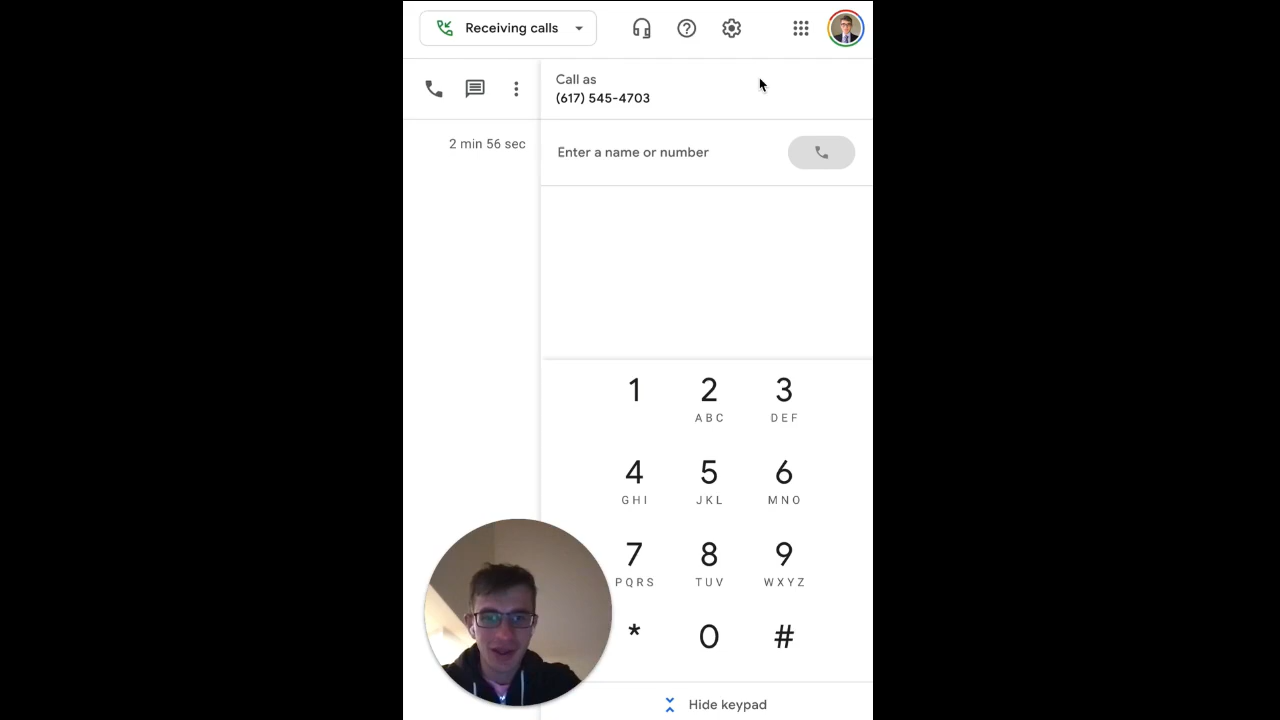 Receiving calls
Call as
(617) 545-4703
2 min 56 sec
Enter a name or number
1
2
3
ABC
DEF
4
5
6
GHI
JKL
MNO
7
8
9
PQRS
TUV
WXYZ
*
0
#
Hide keypad